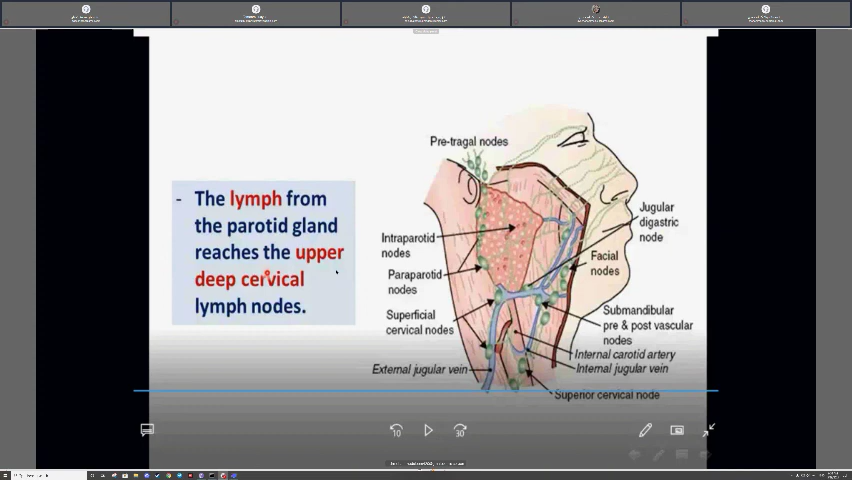 - The lymph from
the parotid gland
reaches the upper
deep cervical
lymph nodes.
Pre-tragal nodes
Intraparotid
nodes
Paraparotid
nodes
Superficial
cervical nodes
External jugular vein
Jugular
digastric
node
Facial
nodes
Submandibular
pre & post vascular
nodes
Internal carotid artery
Internal jugular vein
Superior cervical node
10
30